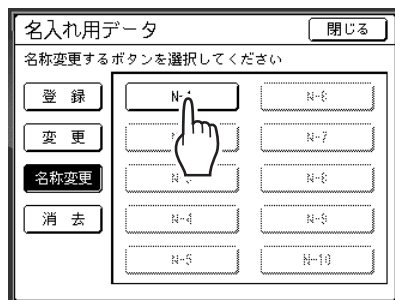 名入れ用データ 閉じる
名称変更するボタンを選択してください
登 録 N-6
変 更 N-7
名称変更 N-8
消 去 N-4 N-9
N-5 N-10